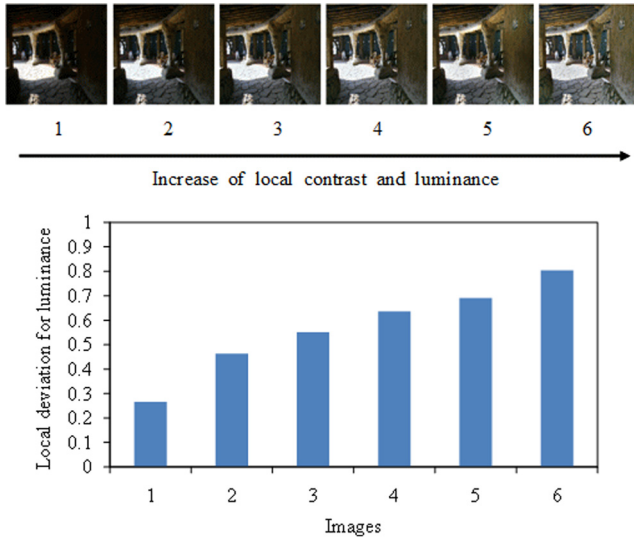 1 2 3 4 5 6
Increase of local contrast and luminance
Local deviation for luminance
1
0.9
0.8
0.7
0.6
0.5
0.4
0.3
0.2
0.1
0
1 2 3 4 5 6
Images